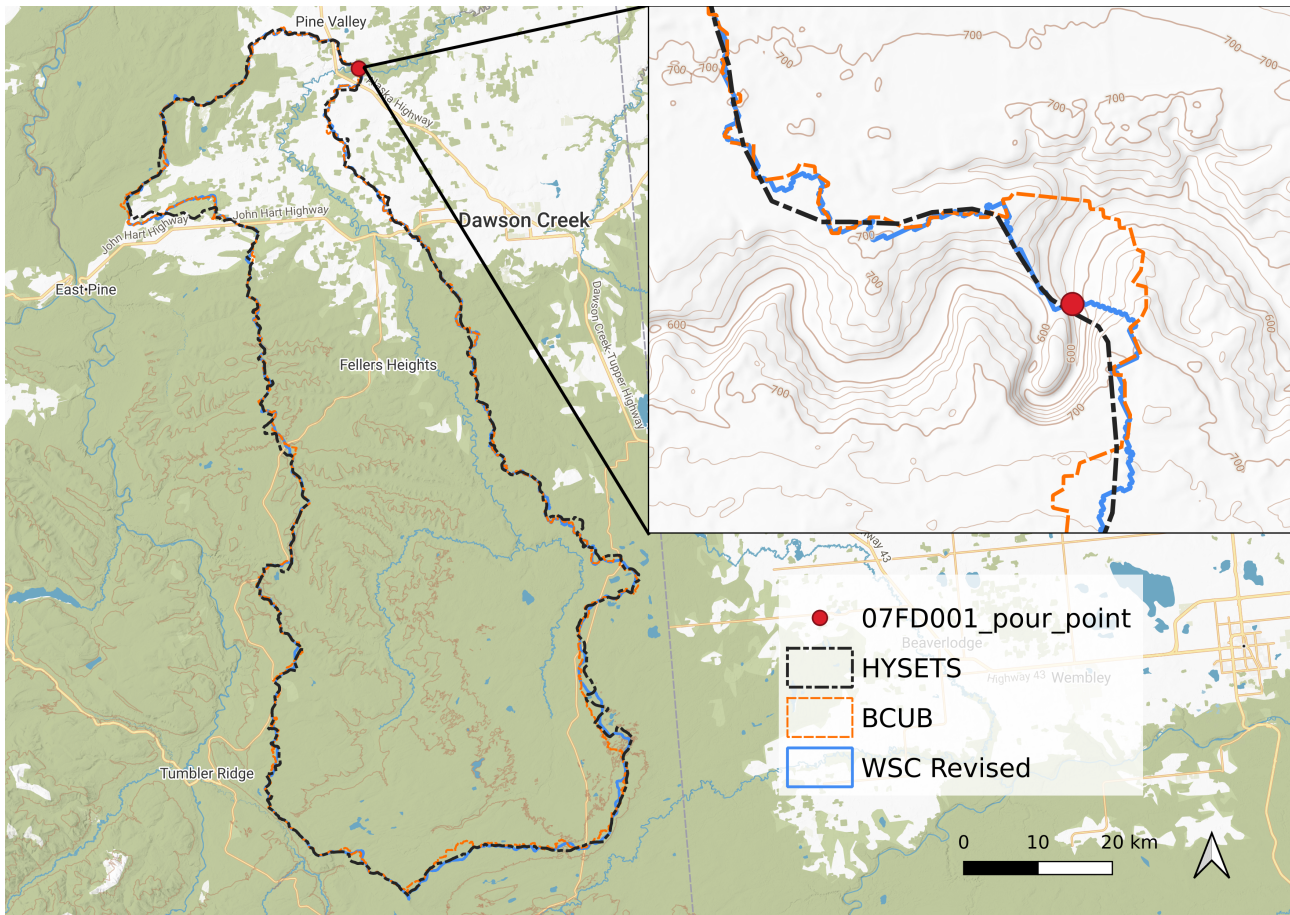 Pine Valley
Alaska Highway
John Hart Highway
Dawson Creek
John Hart Highway
East Pine
Dawson Creek-Tupper Highway
Fellers Heights
Tumbler Ridge
700
700
700
700
700
700
700
700
600
600
600
600
700
700
700
Highway 43
07FD001_pour_point
Beaverlodge
HYSETS
Highway 43 Wembley
BCUB
WSC Revised
0 10 20 km